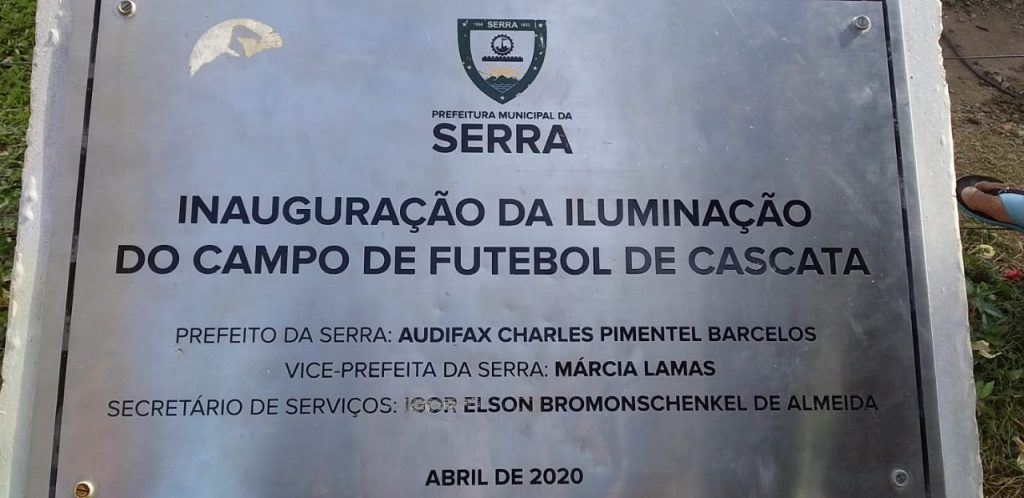 SERRA
PREFEITURA MUNICIPAL DA
SERRA
INAUGURAÇÃO DA ILUMINAÇÃO
DO CAMPO DE FUTEBOL DE CASCATA
PREFEITO DA SERRA: AUDIFAX CHARLES PIMENTEL BARCELOS
VICE-PREFEITA DA SERRA: MÁRCIA LAMAS
SECRETÁRIO DE SERVIÇOS: IGOR ELSON BROMONSCHENKEL DE ALMEIDA
ABRIL DE 2020